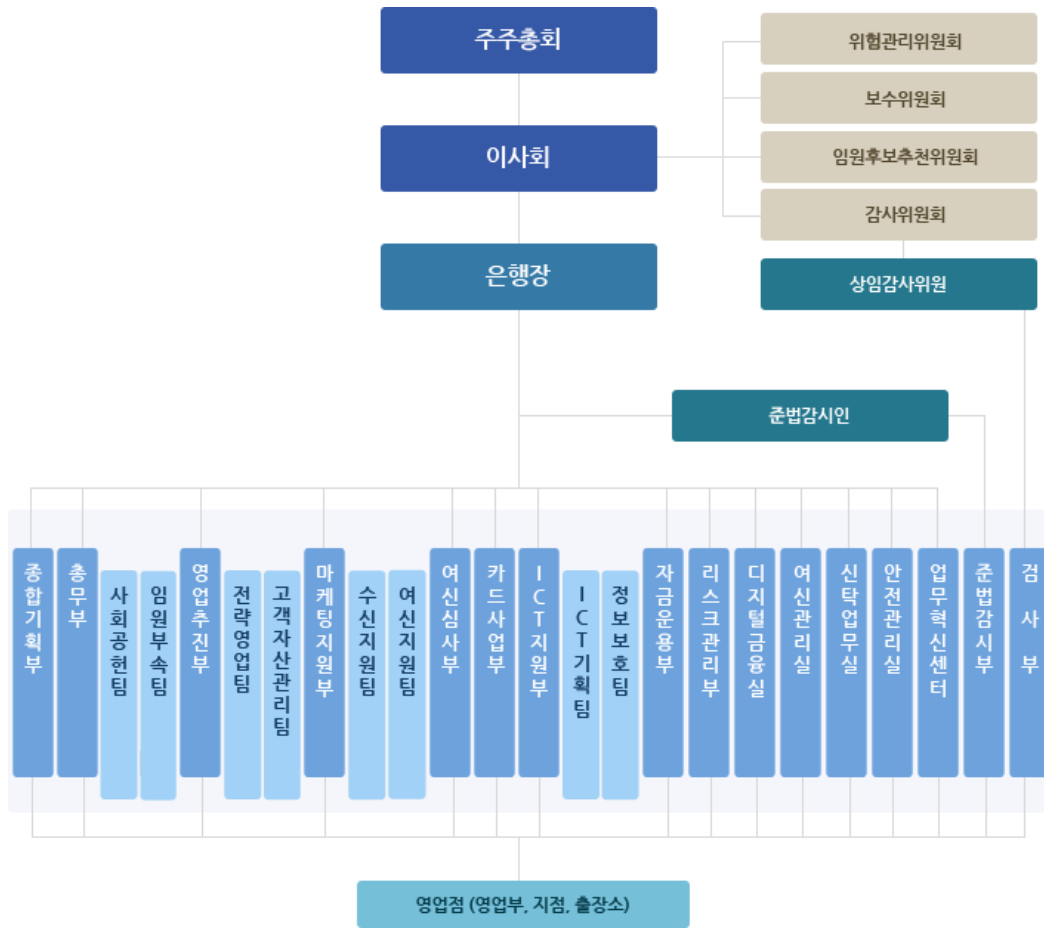 주주총회
이사회
은행장
위험관리위원회
보수위원회
임원후보추천위원회
감사위원회
상임감사위원
준법감시인
종합기획부
총무부
사회공헌팀
임원부속팀
영업추진부
전략영업팀
고객자산관리팀
마케팅지원부
수신지원팀
여신지원팀
여신심사부
카드사업부
ICT지원부
ICT기획팀
정보보호팀
자금운용부
리스크관리부
디지털금융실
여신관리실
신탁업무실
안전관리실
업무혁신센터
준법감시부
검사부
영업점 (영업부, 지점, 출장소)